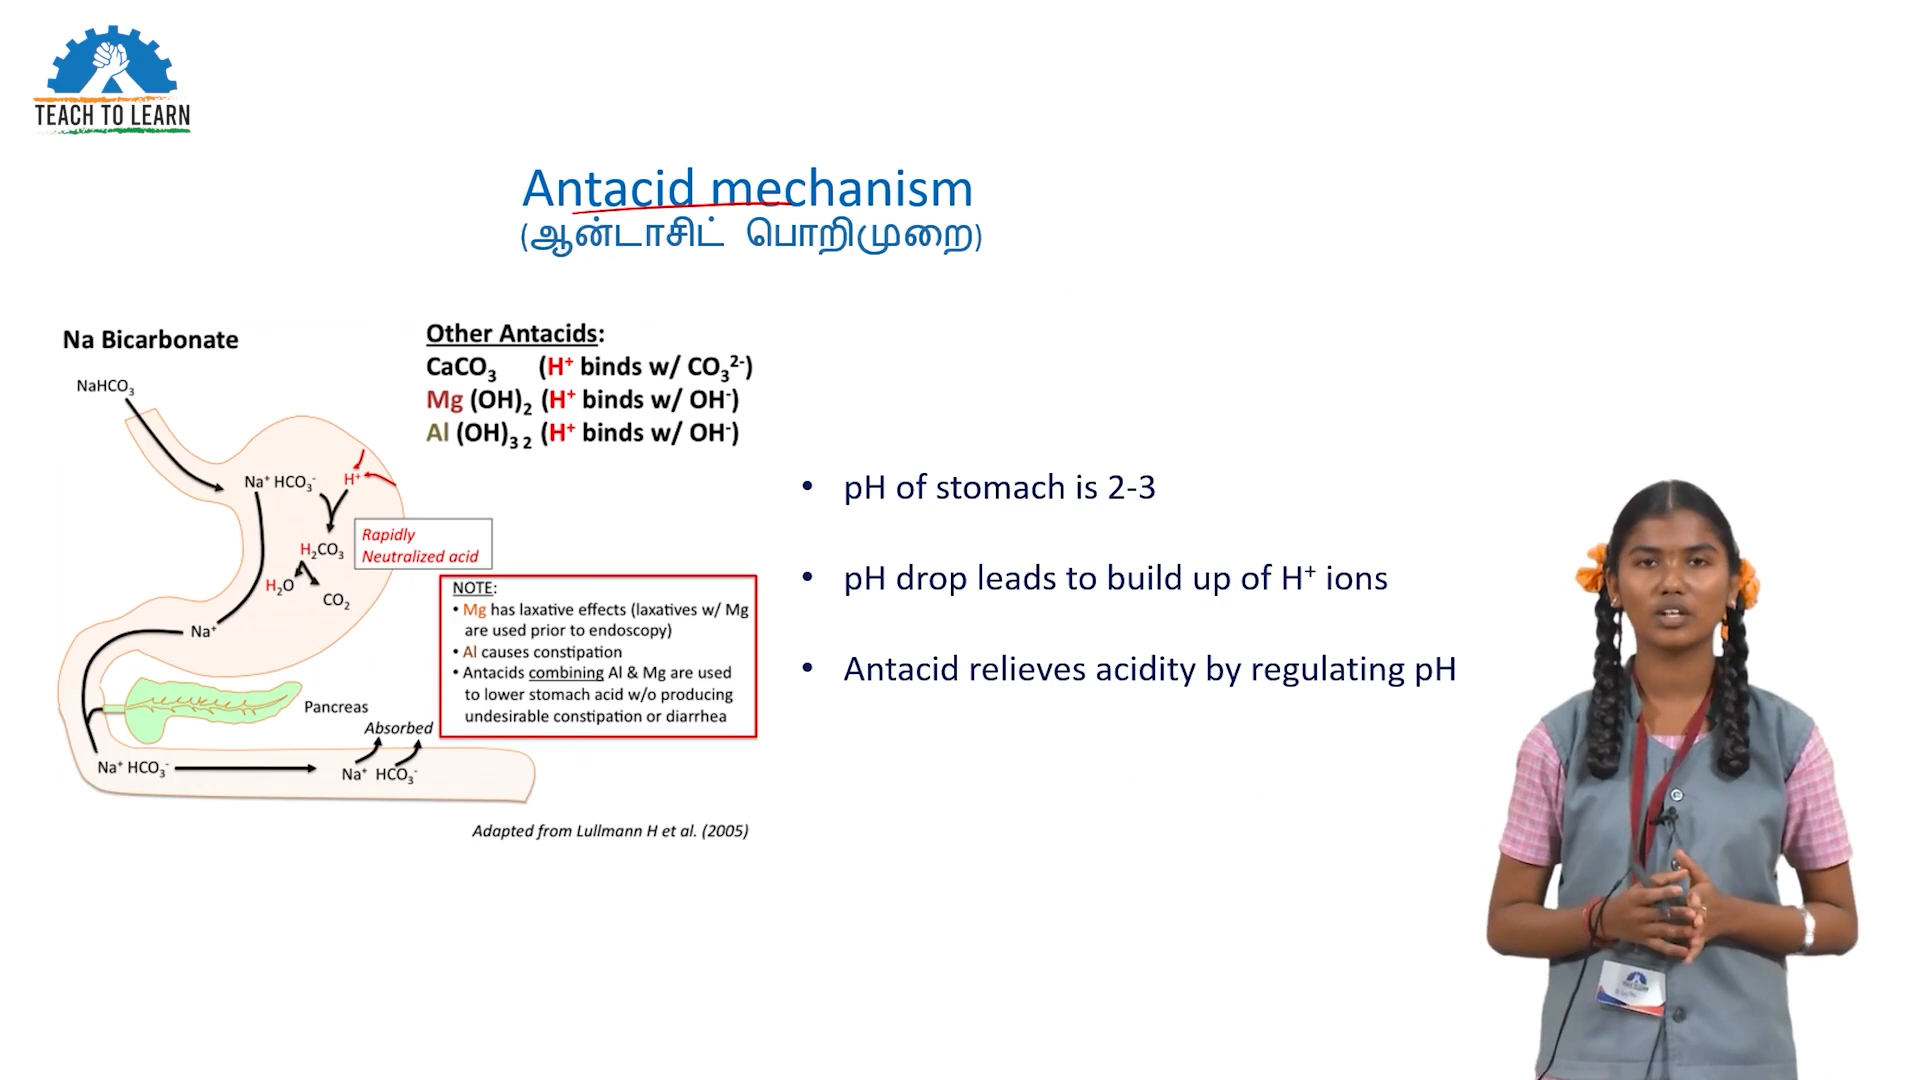 TEACH TO LEARN
Antacid mechanism
(ஆன்டாசிட் பொறிமுறை)
Na Bicarbonate
NaHCO₃
Na⁺ HCO₃⁻
H⁺
H₂CO₃
Rapidly
Neutralized acid
H₂O
CO₂
Na⁺
Pancreas
Absorbed
Na⁺ HCO₃⁻
Na⁺ HCO₃⁻
Other Antacids:
CaCO₃ (H⁺ binds w/ CO₃²⁻)
Mg (OH)₂ (H⁺ binds w/ OH⁻)
Al (OH)₃ ₂ (H⁺ binds w/ OH⁻)
NOTE:
• Mg has laxative effects (laxatives w/ Mg
are used prior to endoscopy)
• Al causes constipation
• Antacids combining Al & Mg are used
to lower stomach acid w/o producing
undesirable constipation or diarrhea
Adapted from Lullmann H et al. (2005)
• pH of stomach is 2-3
• pH drop leads to build up of H⁺ ions
• Antacid relieves acidity by regulating pH